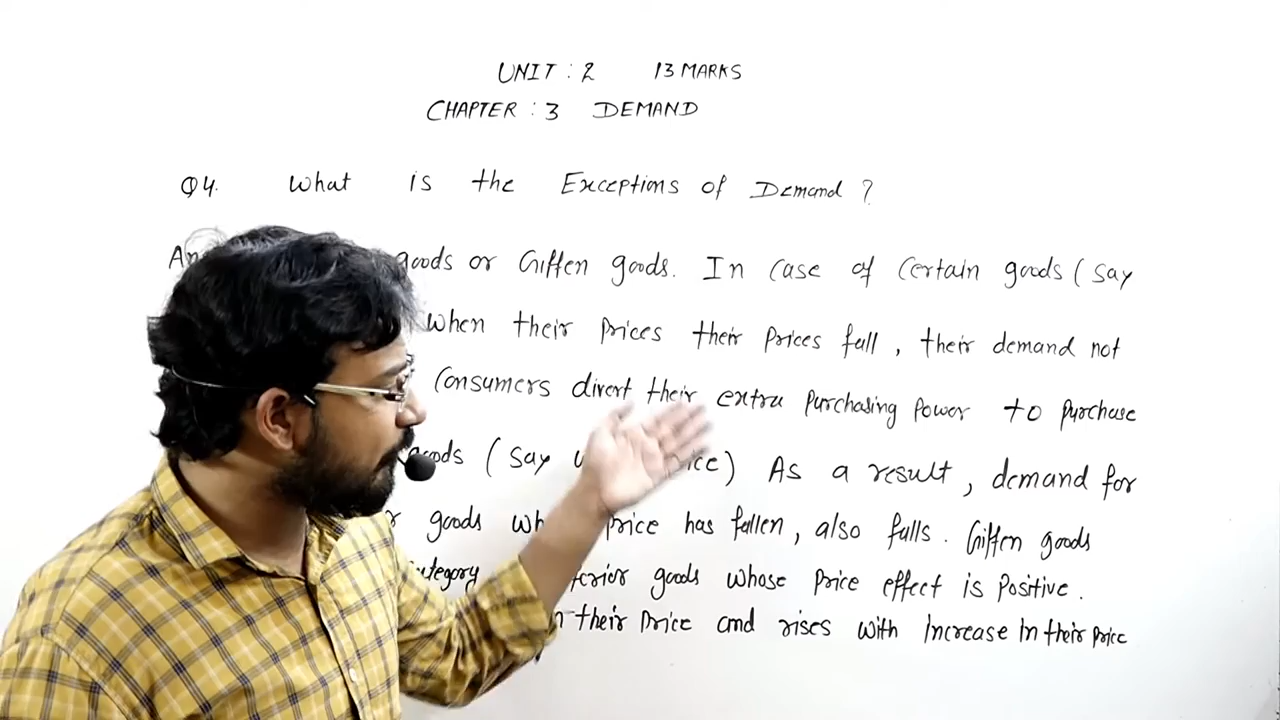 UNIT : 2 13 MARKS
CHAPTER : 3 DEMAND
Q4. What is the Exceptions of Demand ?
goods or Giffen goods. In case of certain goods ( say
when their prices their prices fall , their demand not
Consumers divert their extra purchasing power to purchase
goods ( say As a result , demand for
goods price has fallen , also falls . Giffen goods
goods whose price effect is positive .
their price and rises with increase in their price